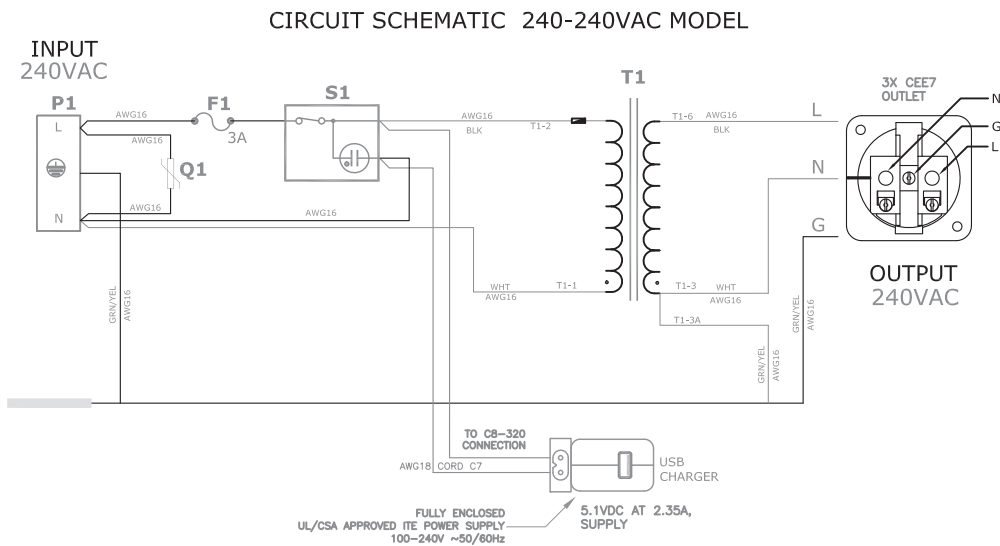 CIRCUIT SCHEMATIC 240-240VAC MODEL
INPUT
240VAC
P1
L
N
AWG16
AWG16
F1
3A
Q1
AWG16
S1
AWG16
AWG16
BLK
T1-2
T1
T1-6 AWG16
BLK
L
N
G
3X CEE7
OUTLET
N
G
L
OUTPUT
240VAC
WHT
AWG16
T1-1
T1-3
WHT
AWG16
T1-3A
GRN/YEL
AWG16
GRN/YEL
AWG16
GRN/YEL
AWG16
TO C8-320
CONNECTION
AWG18 CORD C7
USB
CHARGER
FULLY ENCLOSED
UL/CSA APPROVED ITE POWER SUPPLY
100-240V ~50/60Hz
5.1VDC AT 2.35A,
SUPPLY